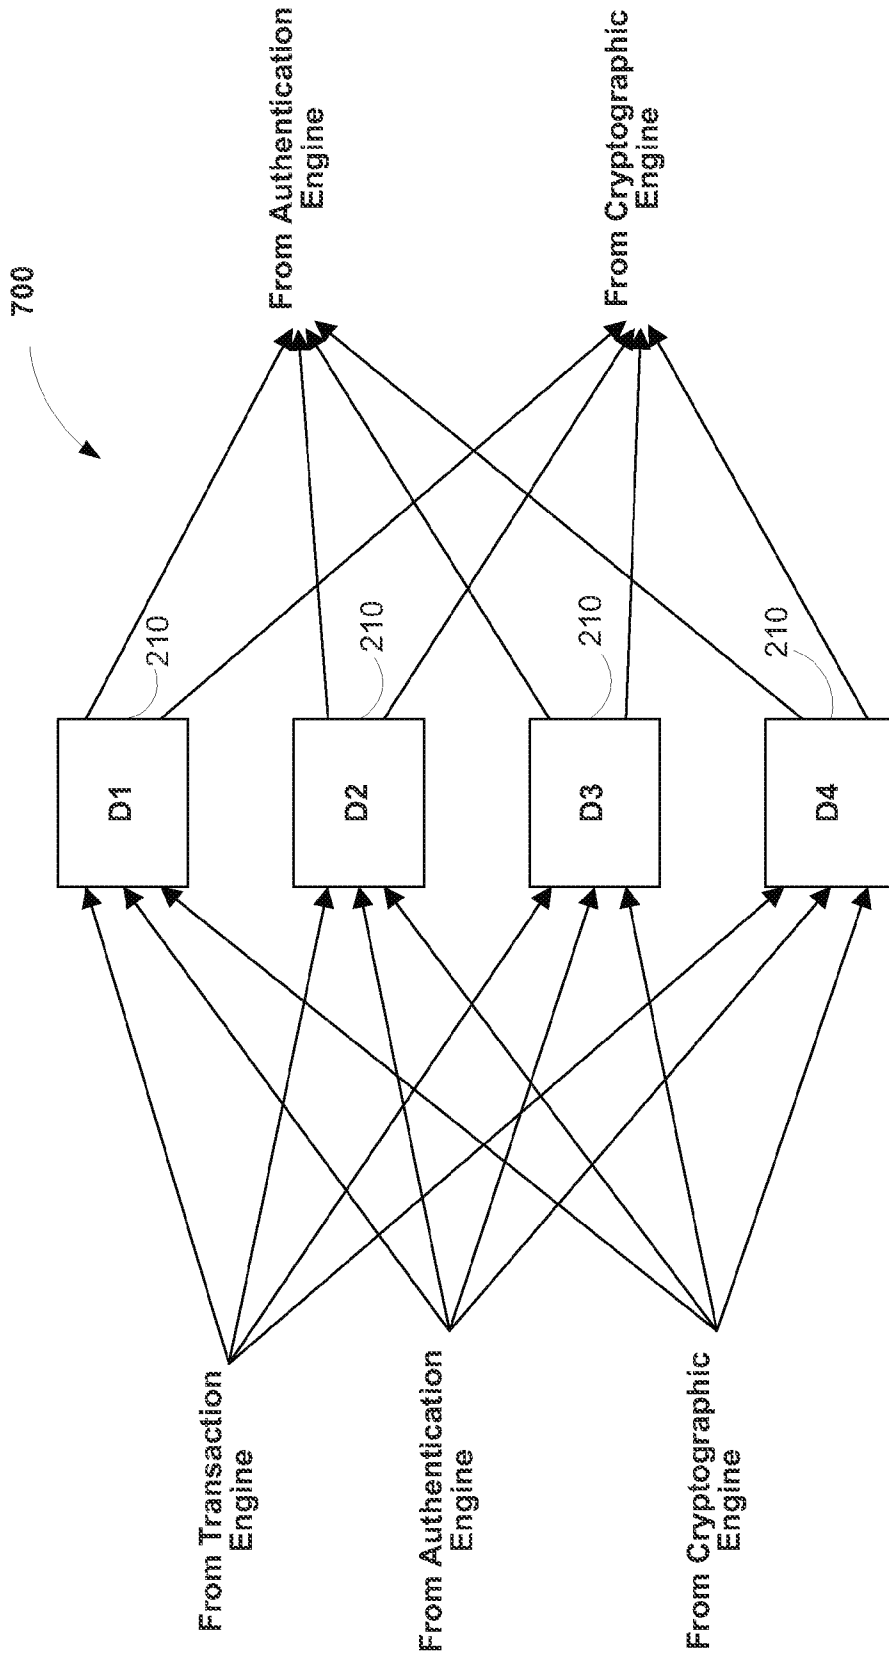 700
From Transaction
Engine
From Authentication
Engine
From Cryptographic
Engine
D1
210
D2
210
D3
210
D4
210
From Authentication
Engine
From Cryptographic
Engine